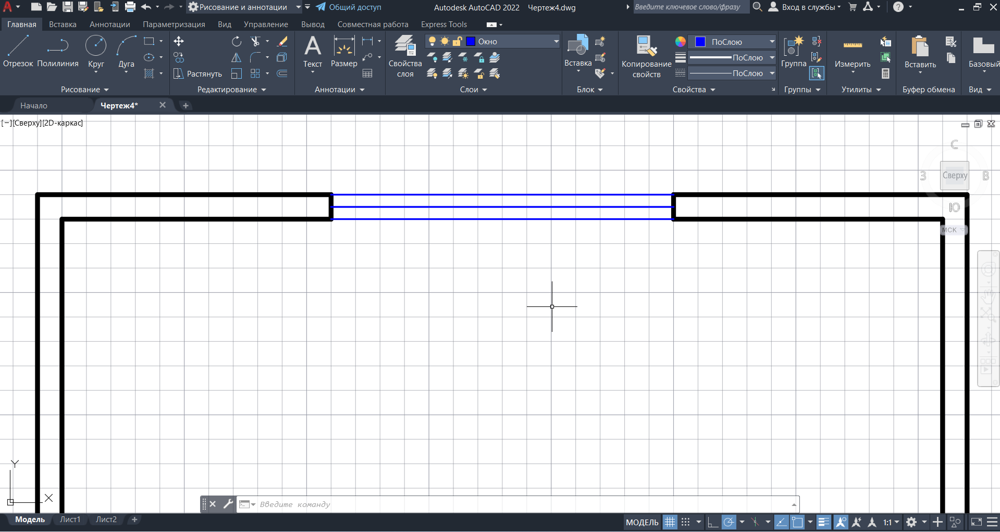 A Рисование и аннотации Общий доступ Autodesk AutoCAD 2022 Чертеж4.dwg Введите ключевое слово/фразу Вход в службы ?
Главная Вставка Аннотации Параметризация Вид Управление Вывод Совместная работа Express Tools
Окно ПоСлою
Отрезок Полилиния Круг Дуга
A Текст Размер
Вставка
ПоСлою
Группа Измерить Вставить Базовый
Растянуть
Свойства слоя
Копирование свойств
ПоСлою
Рисование Редактирование Аннотации Слои Блок Свойства Группы Утилиты Буфер обмена Вид
Начало Чертеж4*
[−][Сверху][2D-каркас]
С
З Сверху В
Ю
МСК
Y
X
Введите команду
Модель Лист1 Лист2 МОДЕЛЬ 1:1